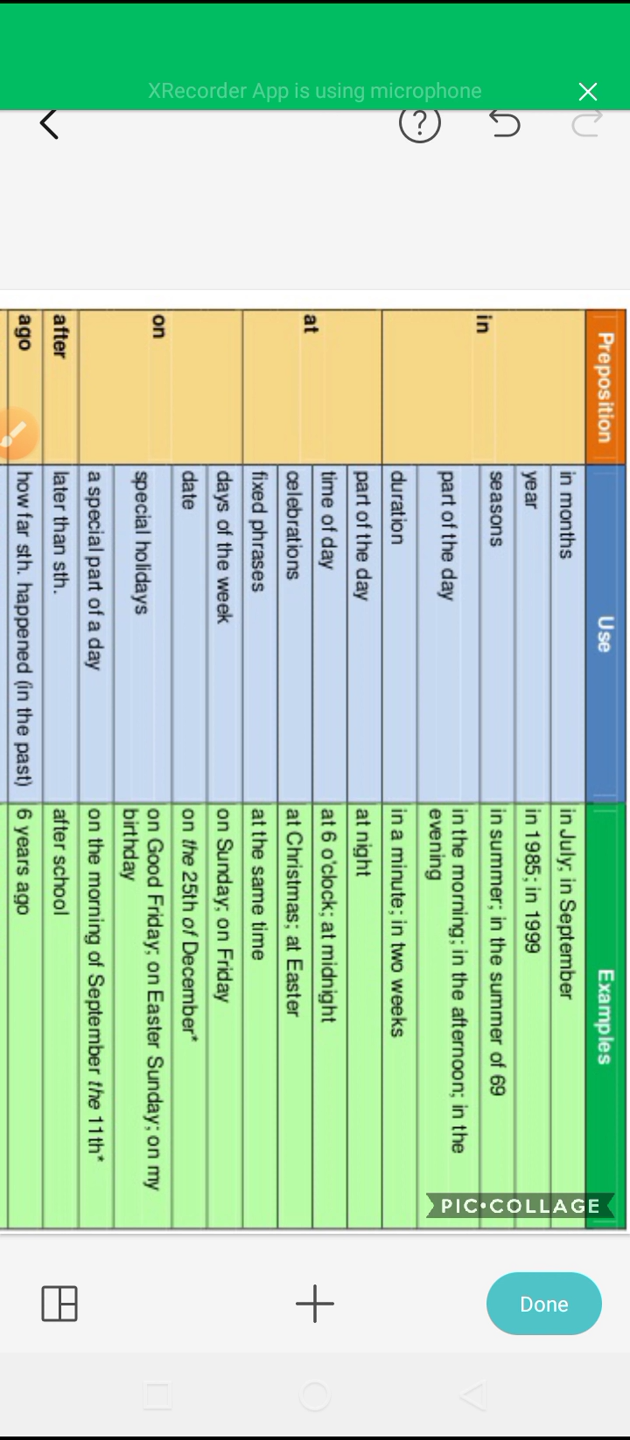 XRecorder App is using microphone
Preposition
Use
Examples
in
in months
in July; in September
year
in 1985; in 1999
seasons
in summer; in the summer of 69
part of the day
in the morning; in the afternoon; in the
evening
duration
in a minute; in two weeks
at
part of the day
at night
time of day
at 6 o'clock; at midnight
celebrations
at Christmas; at Easter
fixed phrases
at the same time
on
days of the week
on Sunday; on Friday
date
on the 25th of December*
special holidays
on Good Friday; on Easter Sunday; on my
birthday
a special part of a day
on the morning of September the 11th*
after
later than sth.
after school
ago
how far sth. happened (in the past)
6 years ago
PIC•COLLAGE
Done